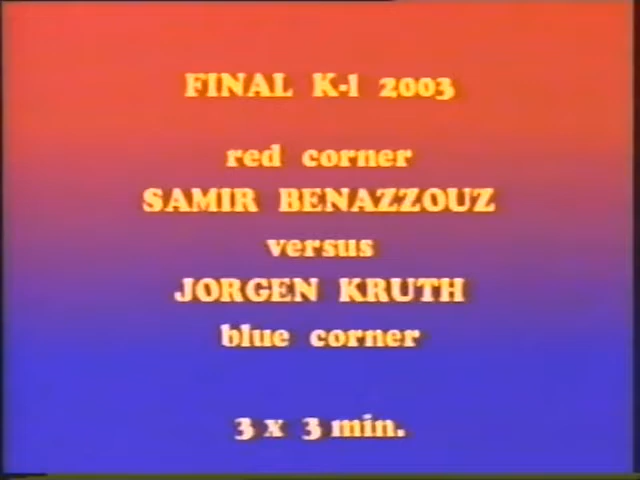 FINAL K-1 2003
red corner
SAMIR BENAZZOUZ
versus
JORGEN KRUTH
blue corner
3 x 3 min.